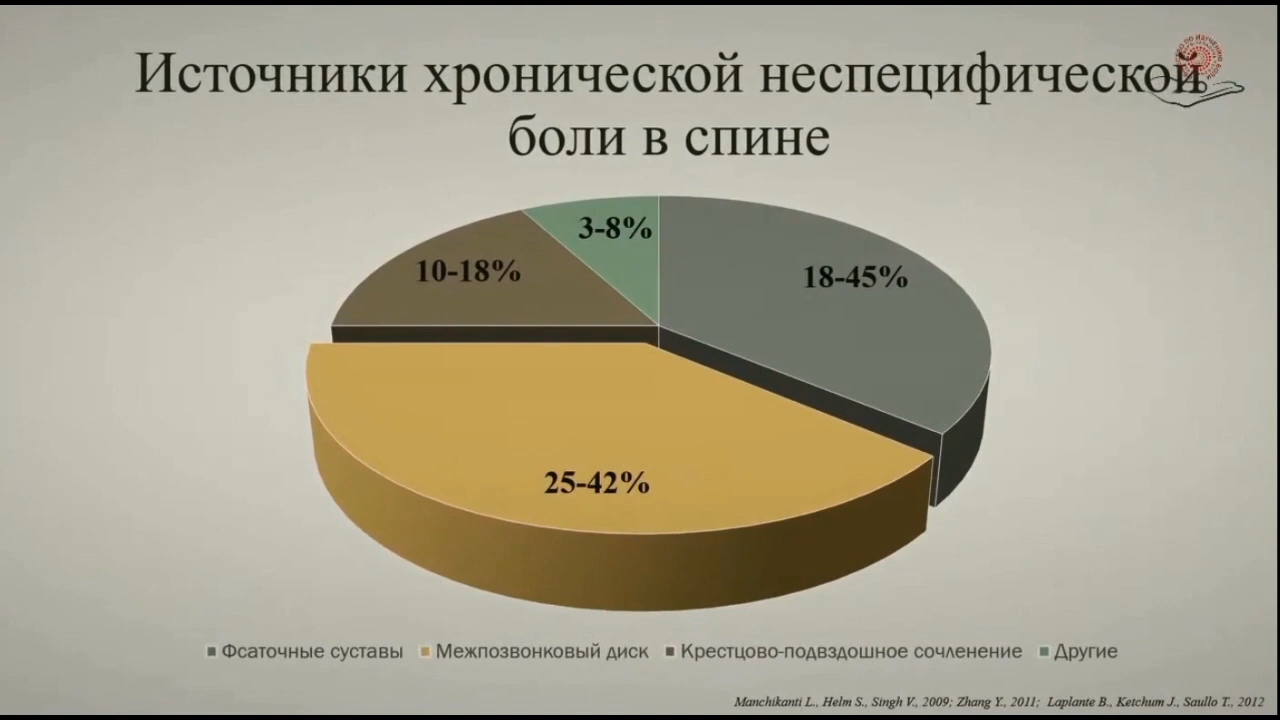 Источники хронической неспецифической
боли в спине
3-8%
10-18%
18-45%
25-42%
Фсаточные суставы Межпозвонковый диск Крестцово-подвздошное сочленение Другие
Manchikanti L., Helm S., Singh V., 2009; Zhang Y., 2011; Laplante B., Ketchum J., Saullo T., 2012